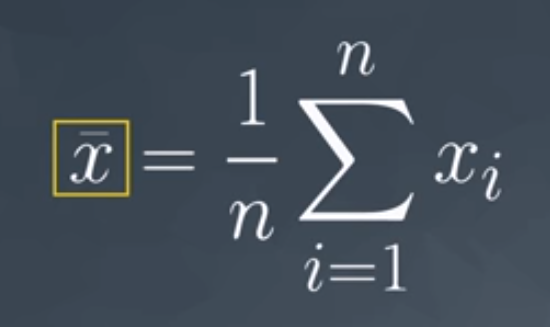 x̄ = 1/n ∑_{i=1}^{n} x_i